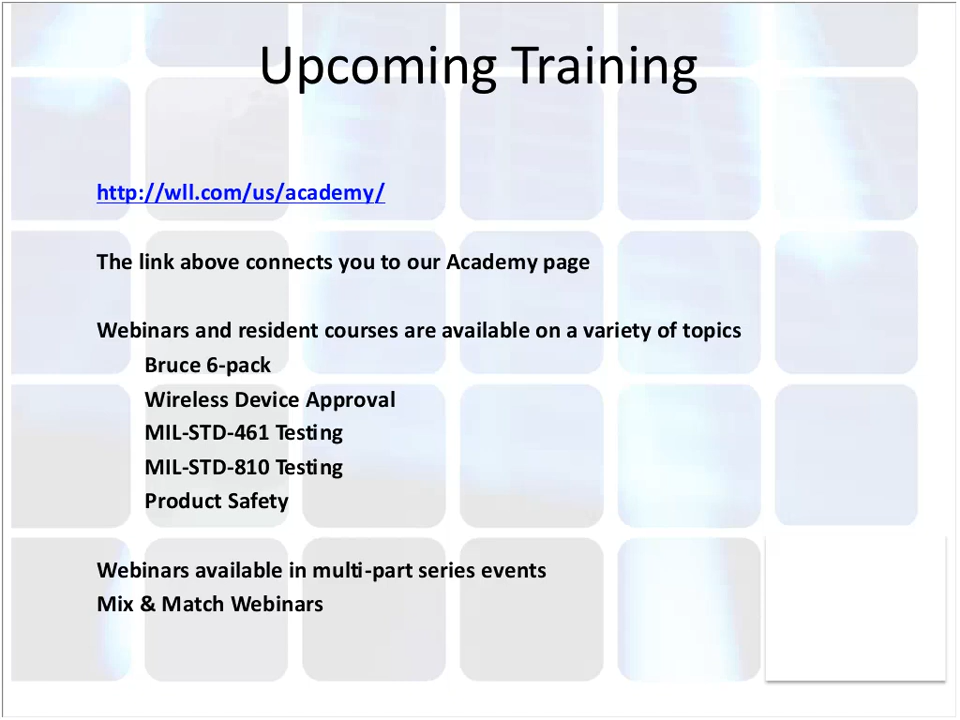 Upcoming Training
http://wll.com/us/academy/
The link above connects you to our Academy page
Webinars and resident courses are available on a variety of topics
Bruce 6-pack
Wireless Device Approval
MIL-STD-461 Testing
MIL-STD-810 Testing
Product Safety
Webinars available in multi-part series events
Mix & Match Webinars